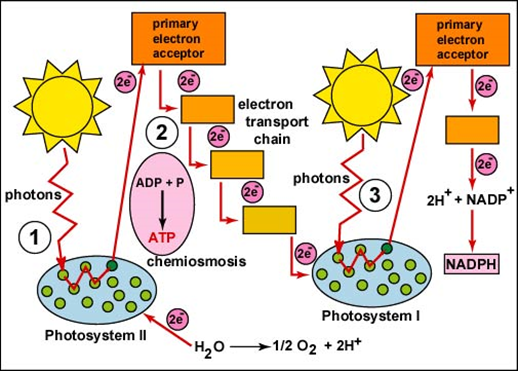 primary
electron
acceptor
2e⁻
2e⁻
2
electron
transport
chain
2e⁻
ADP + P
ATP
chemiosmosis
2e⁻
photons
1
Photosystem II
2e⁻
H₂O → 1/2 O₂ + 2H⁺
2e⁻
photons
3
Photosystem I
2e⁻
primary
electron
acceptor
2e⁻
2e⁻
2H⁺ + NADP⁺
NADPH